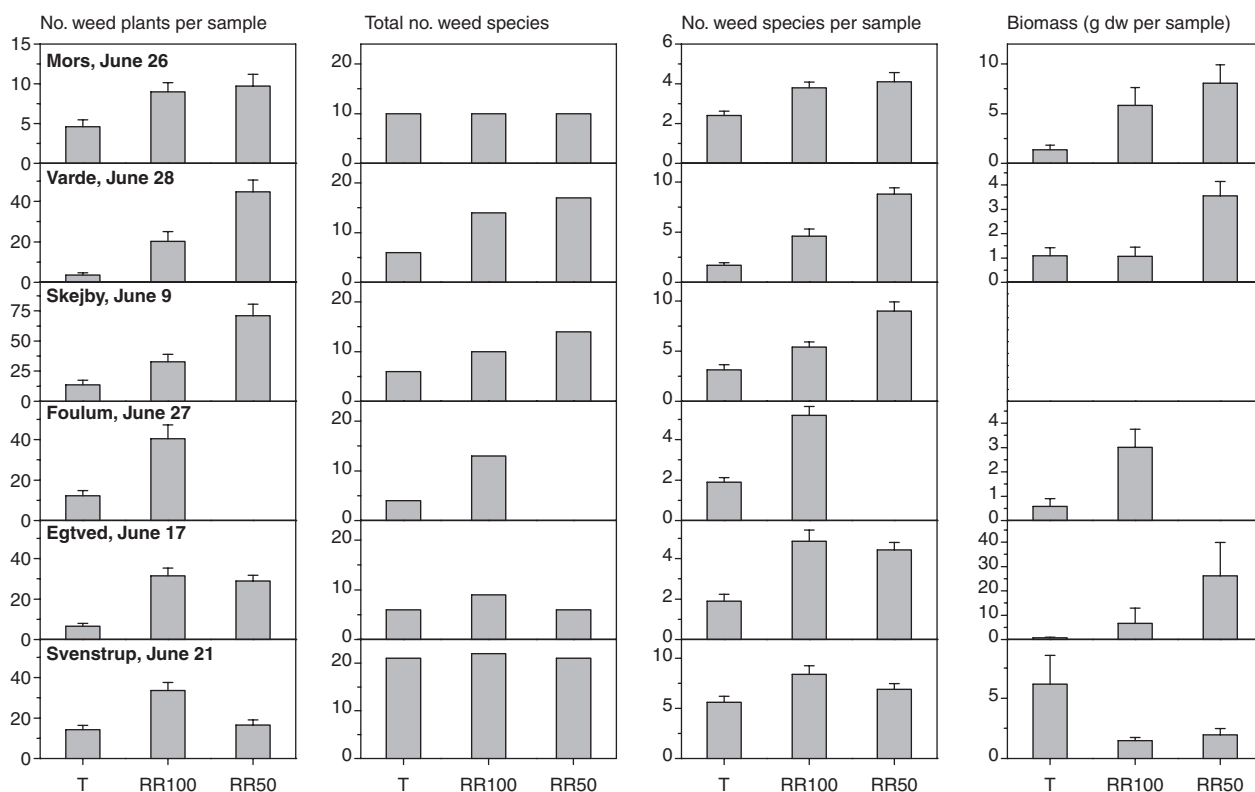 No. weed plants per sample Total no. weed species No. weed species per sample Biomass (g dw per sample)
Mors, June 26
15 10 5 0
20 10 0
6 4 2 0
10 5 0
Varde, June 28
40 20 0
20 10 0
10 5 0
4 3 2 1 0
Skejby, June 9
75 50 25 0
20 10 0
10 5 0
Foulum, June 27
40 20 0
20 10 0
4 2 0
4 3 2 1 0
Egtved, June 17
40 20 0
20 10 0
4 2 0
40 30 20 10 0
Svenstrup, June 21
40 20 0
20 10 0
10 5 0
5 0
T RR100 RR50 T RR100 RR50 T RR100 RR50 T RR100 RR50